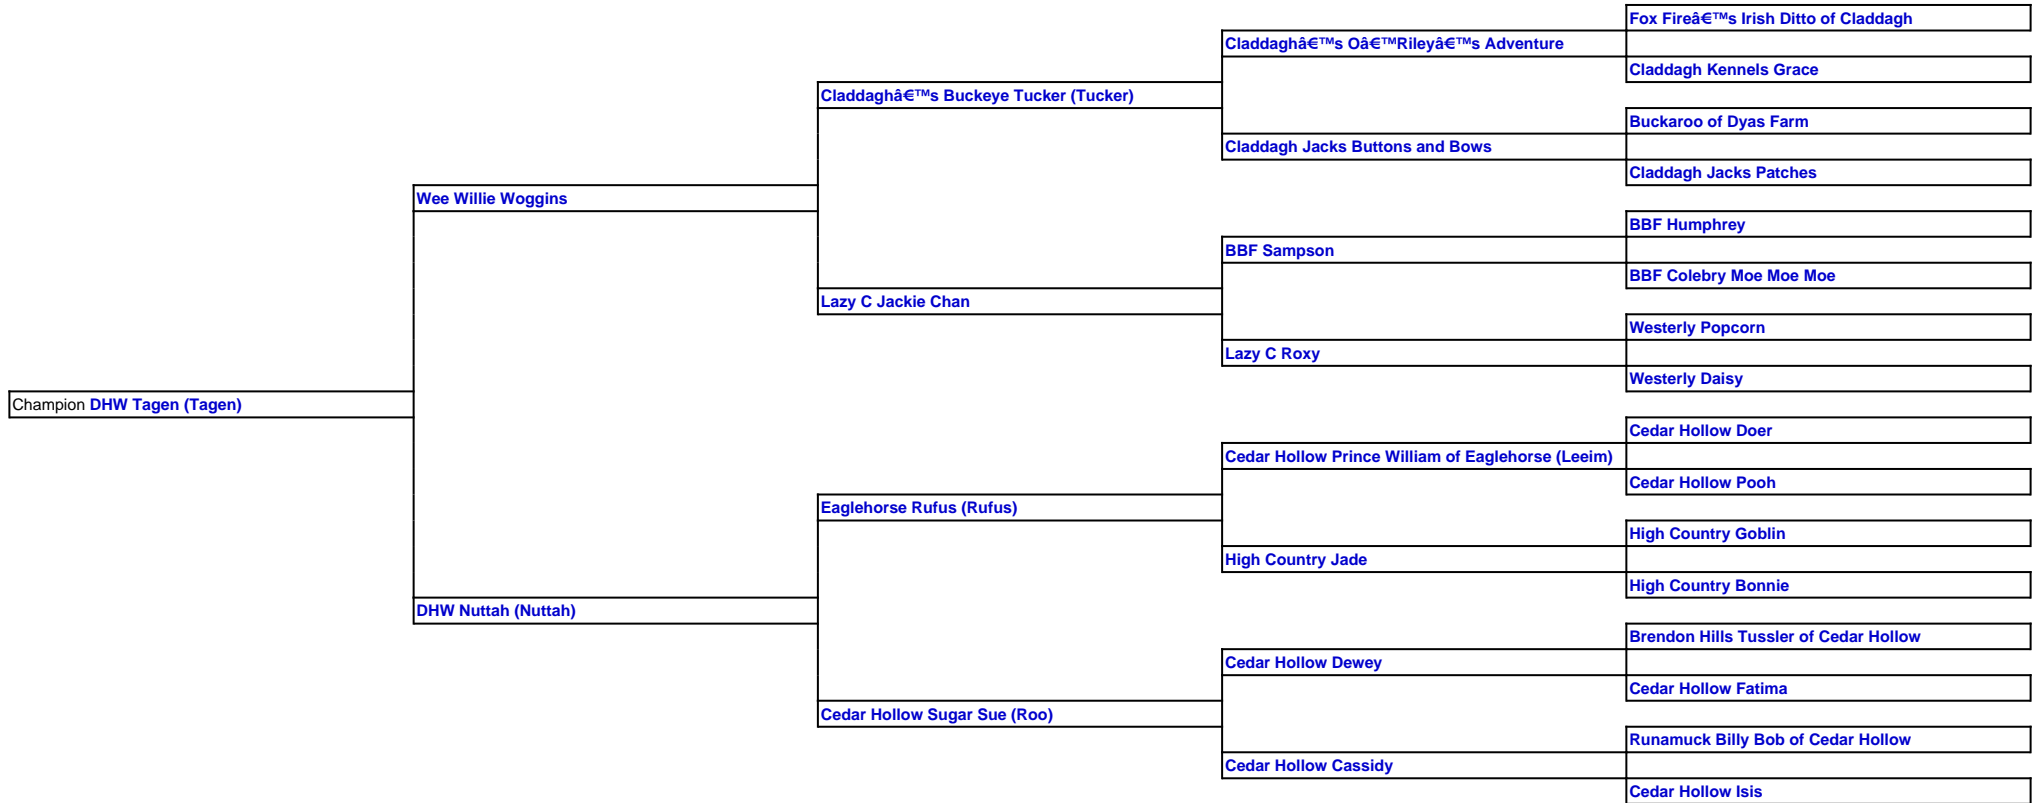 Fox Fireâ€™s Irish Ditto of Claddagh
Claddaghâ€™s Oâ€™Rileyâ€™s Adventure
Claddagh Kennels Grace
Claddaghâ€™s Buckeye Tucker (Tucker)
Buckaroo of Dyas Farm
Claddagh Jacks Buttons and Bows
Claddagh Jacks Patches
Wee Willie Woggins
BBF Humphrey
BBF Sampson
BBF Colebry Moe Moe Moe
Lazy C Jackie Chan
Westerly Popcorn
Lazy C Roxy
Westerly Daisy
Champion DHW Tagen (Tagen)
Cedar Hollow Doer
Cedar Hollow Prince William of Eaglehorse (Leeim)
Cedar Hollow Pooh
Eaglehorse Rufus (Rufus)
High Country Goblin
High Country Jade
High Country Bonnie
DHW Nuttah (Nuttah)
Brendon Hills Tussler of Cedar Hollow
Cedar Hollow Dewey
Cedar Hollow Fatima
Cedar Hollow Sugar Sue (Roo)
Runamuck Billy Bob of Cedar Hollow
Cedar Hollow Cassidy
Cedar Hollow Isis